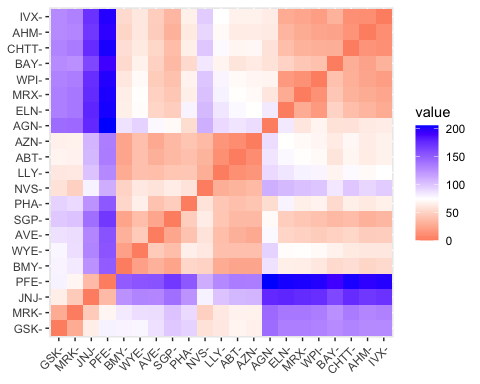 IVX-
AHM-
CHTT-
BAY-
WPI-
MRX-
ELN-
AGN-
AZN-
ABT-
LLY-
NVS-
PHA-
SGP-
AVE-
WYE-
BMY-
PFE-
JNJ-
MRK-
GSK-
GSK- MRK- JNJ- PFE- BMY- WYE- AVE- SGP- PHA- NVS- LLY- ABT- AZN- AGN- ELN- MRX- WPI- BAY- CHTT- AHM- IVX-
value
200
150
100
50
0